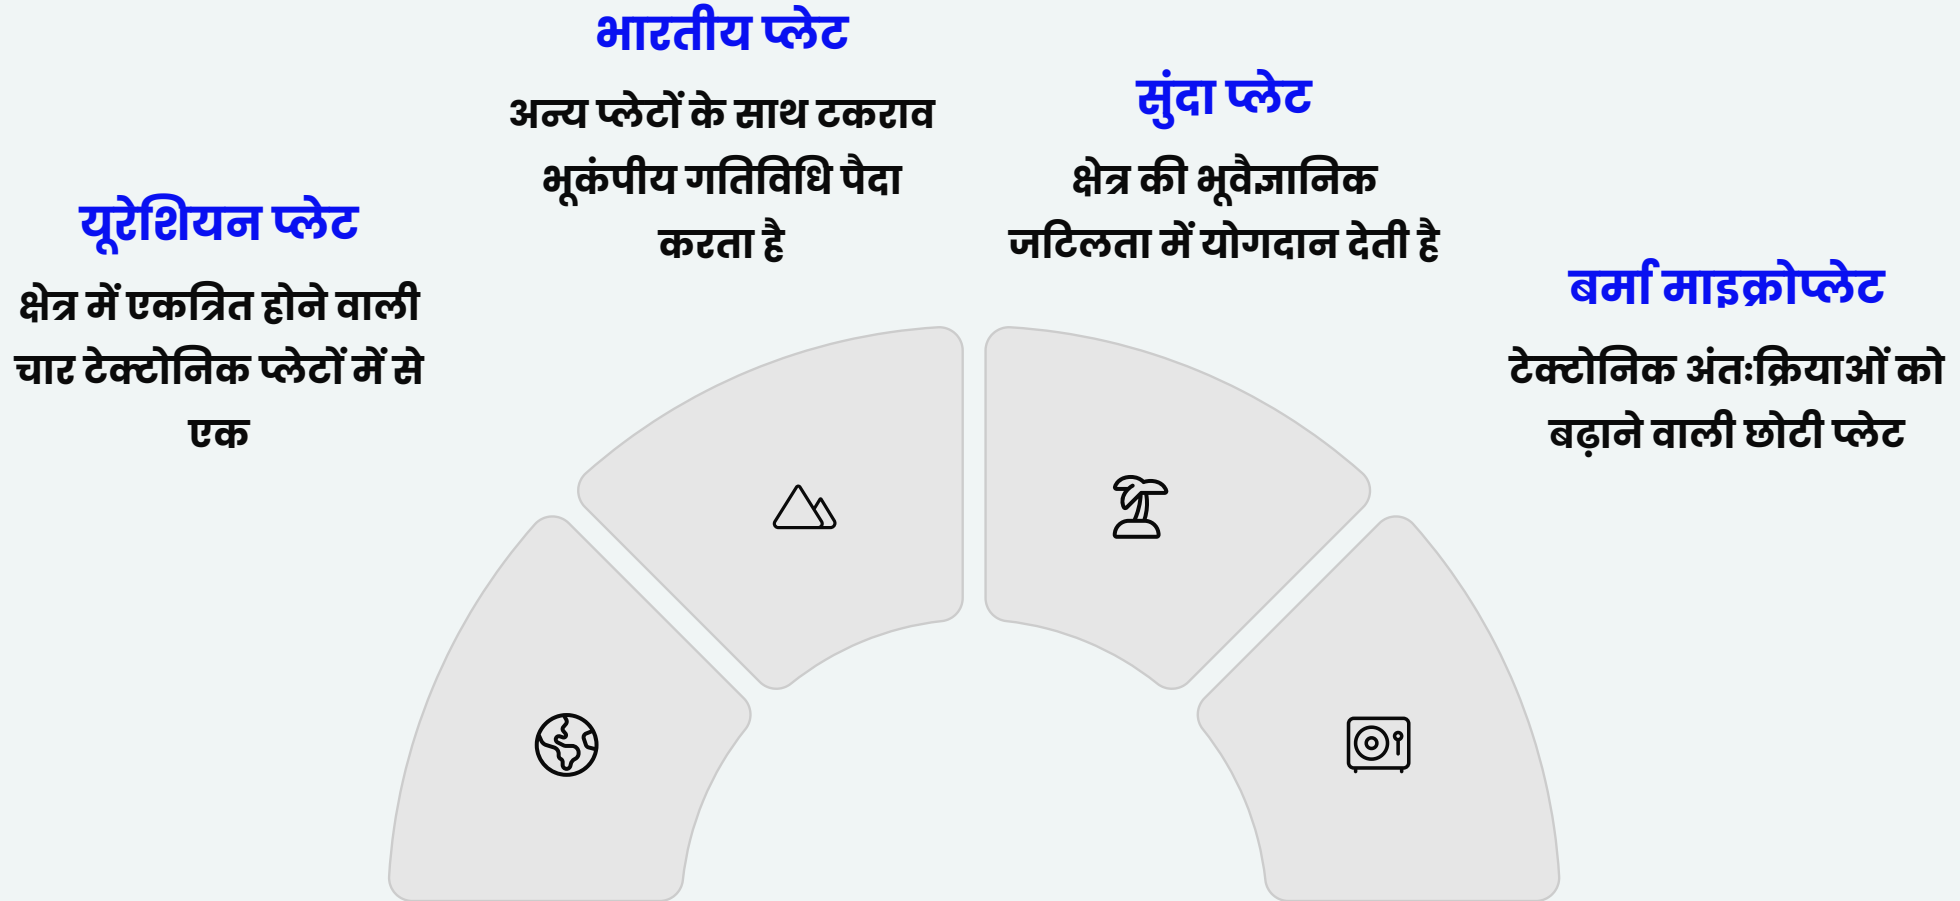 यूरेशियन प्लेट
क्षेत्र में एकत्रित होने वाली
चार टेक्टोनिक प्लेटों में से
एक
भारतीय प्लेट
अन्य प्लेटों के साथ टकराव
भूकंपीय गतिविधि पैदा
करता है
सुंदा प्लेट
क्षेत्र की भूवैज्ञानिक
जटिलता में योगदान देती है
बर्मा माइक्रोप्लेट
टेक्टोनिक अंतःक्रियाओं को
बढ़ाने वाली छोटी प्लेट